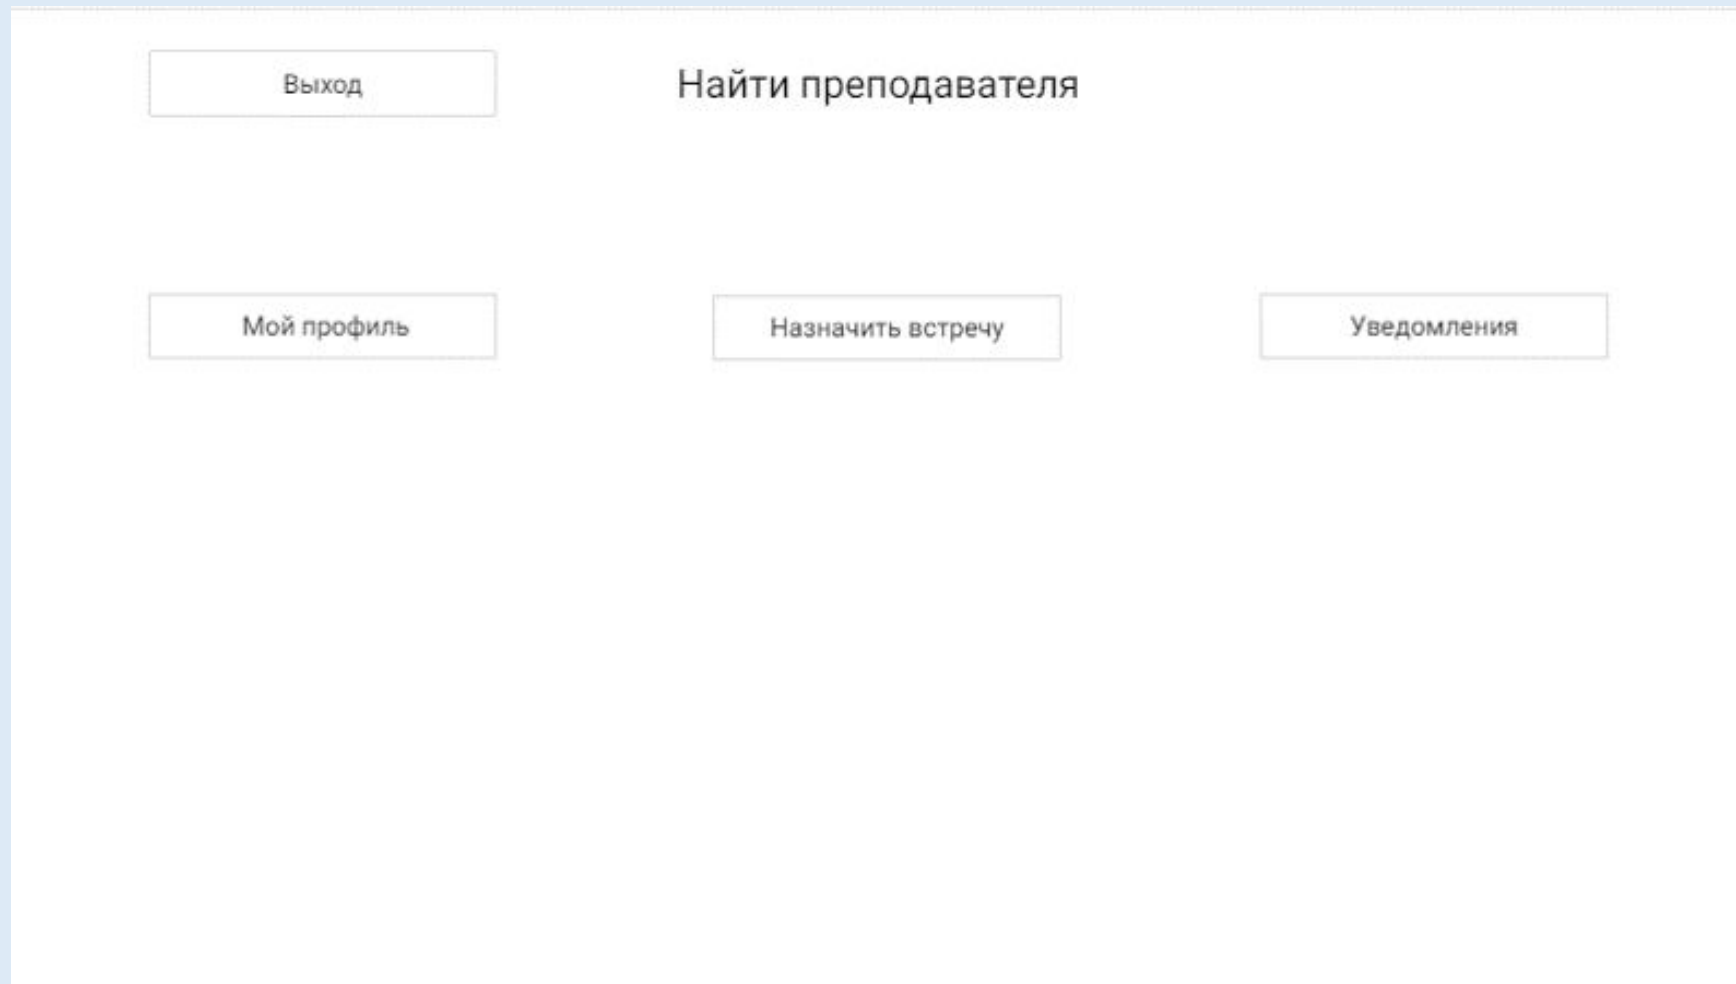 Выход
Найти преподавателя
Мой профиль
Назначить встречу
Уведомления